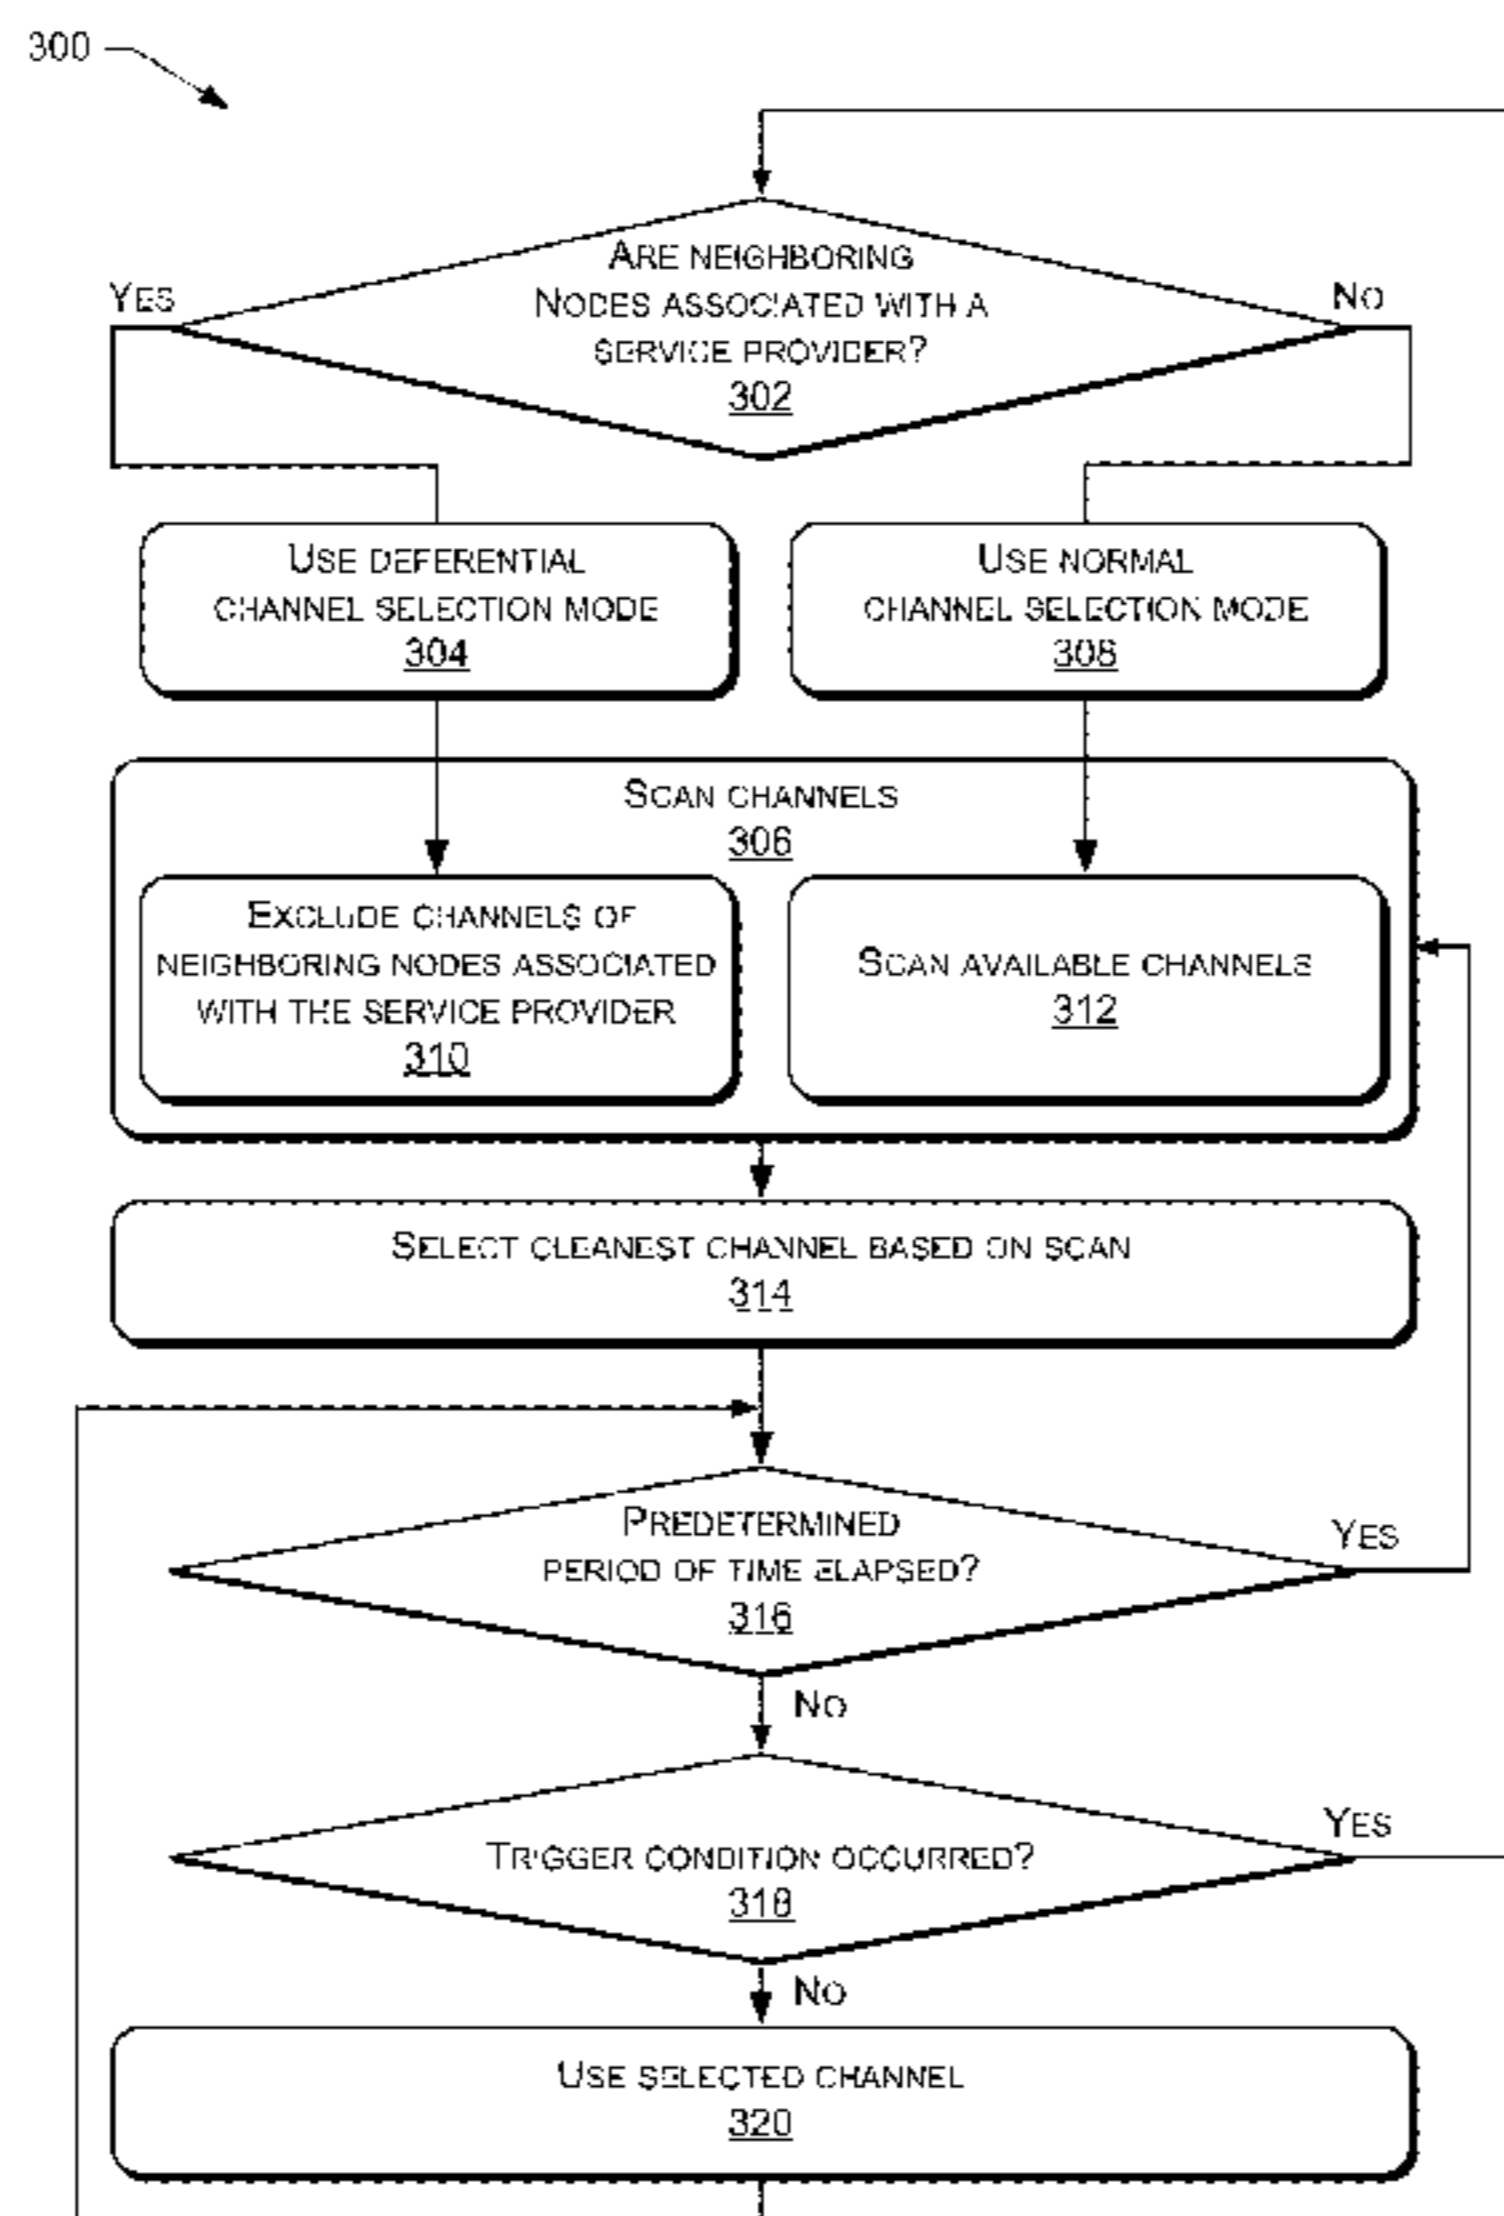 300
ARE NEIGHBORING
NODES ASSOCIATED WITH A
SERVICE PROVIDER?
302
YES
NO
USE DEFERENTIAL
CHANNEL SELECTION MODE
304
USE NORMAL
CHANNEL SELECTION MODE
308
SCAN CHANNELS
306
EXCLUDE CHANNELS OF
NEIGHBORING NODES ASSOCIATED
WITH THE SERVICE PROVIDER
310
SCAN AVAILABLE CHANNELS
312
SELECT CLEANEST CHANNEL BASED ON SCAN
314
PREDETERMINED
PERIOD OF TIME ELAPSED?
316
YES
NO
TRIGGER CONDITION OCCURRED?
318
YES
NO
USE SELECTED CHANNEL
320